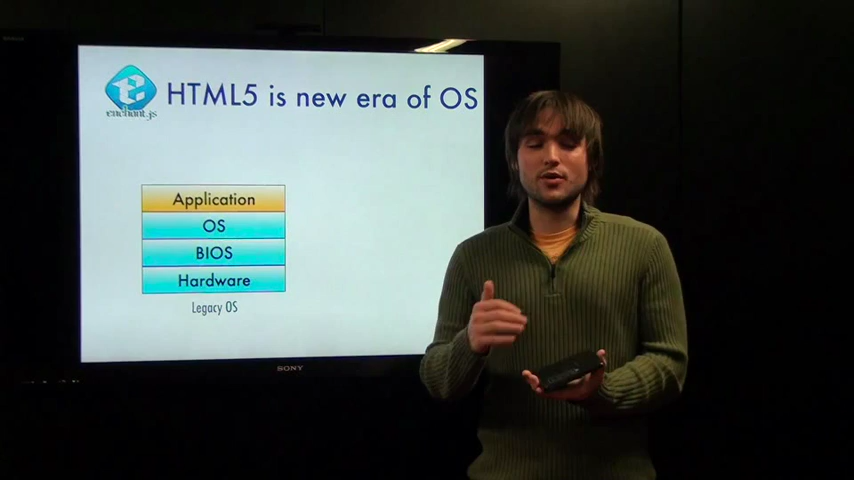 enchant.js
HTML5 is new era of OS
Application
OS
BIOS
Hardware
Legacy OS
SONY